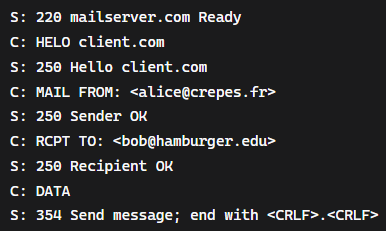 S: 220 mailserver.com Ready
C: HELO client.com
S: 250 Hello client.com
C: MAIL FROM: <alice@crepes.fr>
S: 250 Sender OK
C: RCPT TO: <bob@hamburger.edu>
S: 250 Recipient OK
C: DATA
S: 354 Send message; end with <CRLF>.<CRLF>